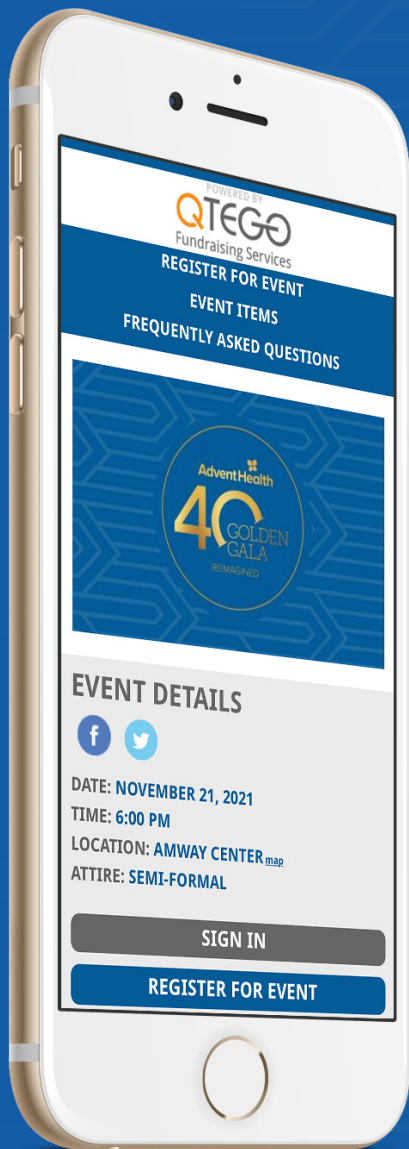 POWERED BY
QTEGO
Fundraising Services
REGISTER FOR EVENT
EVENT ITEMS
FREQUENTLY ASKED QUESTIONS
AdventHealth
40
GOLDEN
GALA
REIMAGINED
EVENT DETAILS
f
DATE: NOVEMBER 21, 2021
TIME: 6:00 PM
LOCATION: AMWAY CENTER map
ATTIRE: SEMI-FORMAL
SIGN IN
REGISTER FOR EVENT